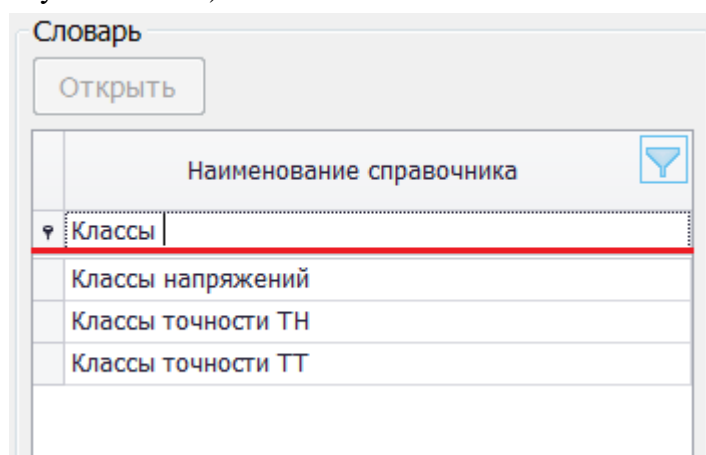 Словарь
Открыть
Наименование справочника
Классы
Классы напряжений
Классы точности ТН
Классы точности ТТ